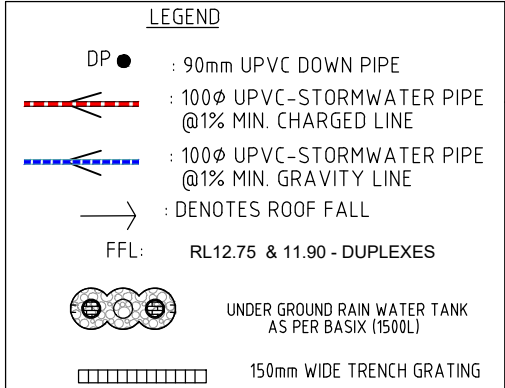 LEGEND
DP : 90mm UPVC DOWN PIPE
: 100Ø UPVC-STORMWATER PIPE
@1% MIN. CHARGED LINE
: 100Ø UPVC-STORMWATER PIPE
@1% MIN. GRAVITY LINE
: DENOTES ROOF FALL
FFL: RL12.75 & 11.90 - DUPLEXES
UNDER GROUND RAIN WATER TANK
AS PER BASIX (1500L)
150mm WIDE TRENCH GRATING